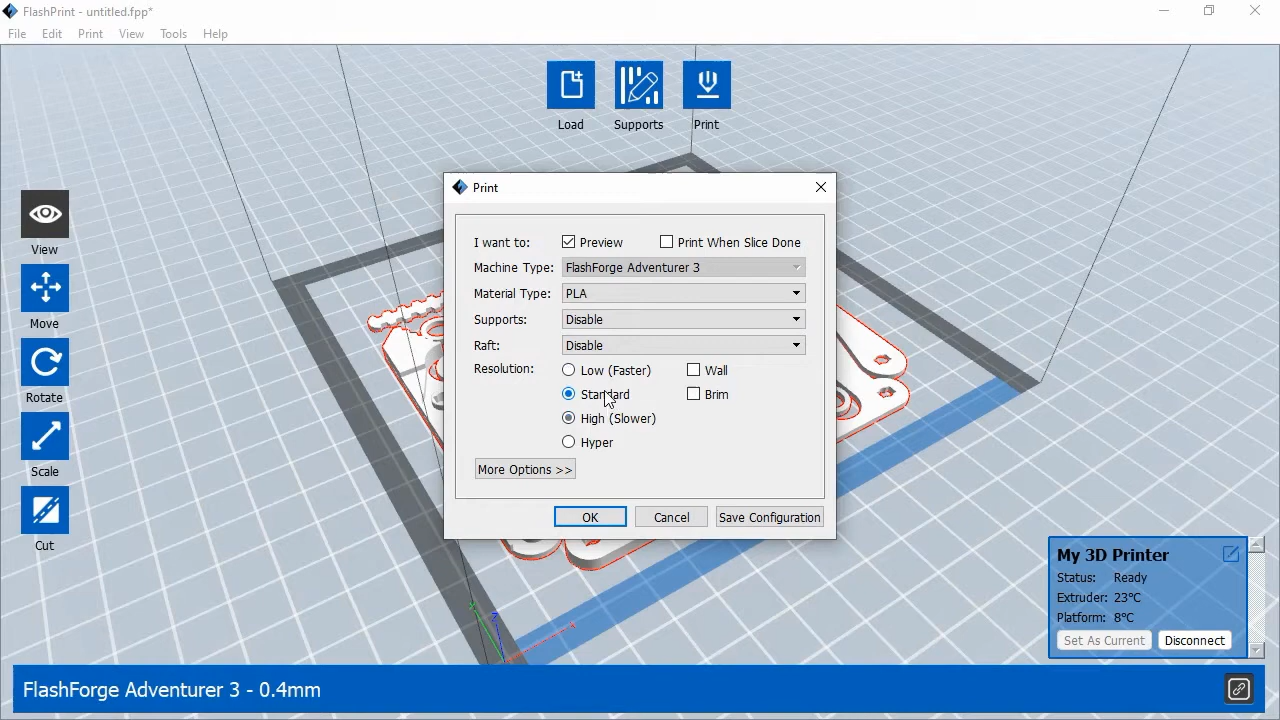 FlashPrint - untitled.fpp*
File Edit Print View Tools Help
Load Supports Print
Print
I want to: Preview Print When Slice Done
Machine Type: FlashForge Adventurer 3
Material Type: PLA
Supports: Disable
Raft: Disable
Resolution: Low (Faster) Wall
Standard Brim
High (Slower)
Hyper
More Options >>
OK Cancel Save Configuration
View
Move
Rotate
Scale
Cut
My 3D Printer
Status: Ready
Extruder: 23℃
Platform: 8℃
Set As Current Disconnect
FlashForge Adventurer 3 - 0.4mm